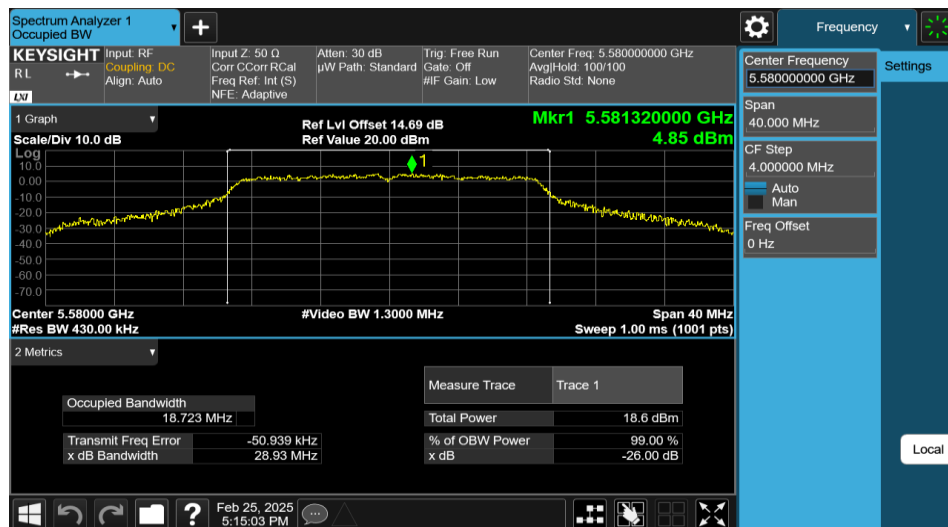 Spectrum Analyzer 1
Occupied BW
+
Frequency
KEYSIGHT
R L
LXI
Input: RF
Coupling: DC
Align: Auto
Input Z: 50 Ω
Corr CCorr RCal
Freq Ref: Int (S)
NFE: Adaptive
Atten: 30 dB
µW Path: Standard
Trig: Free Run
Gate: Off
#IF Gain: Low
Center Freq: 5.580000000 GHz
Avg|Hold: 100/100
Radio Std: None
Center Frequency
5.580000000 GHz
Settings
Span
40.000 MHz
CF Step
4.000000 MHz
Auto
Man
Freq Offset
0 Hz
Local
1 Graph
Scale/Div 10.0 dB
Ref Lvl Offset 14.69 dB
Ref Value 20.00 dBm
Mkr1 5.581320000 GHz
4.85 dBm
Log
10.0
0.00
-10.0
-20.0
-30.0
-40.0
-50.0
-60.0
-70.0
1
Center 5.58000 GHz
#Video BW 1.3000 MHz
Span 40 MHz
#Res BW 430.00 kHz
Sweep 1.00 ms (1001 pts)
2 Metrics
Measure Trace Trace 1
Occupied Bandwidth
18.723 MHz
Total Power 18.6 dBm
Transmit Freq Error -50.939 kHz
% of OBW Power 99.00 %
x dB Bandwidth 28.93 MHz
x dB -26.00 dB
?
Feb 25, 2025
5:15:03 PM